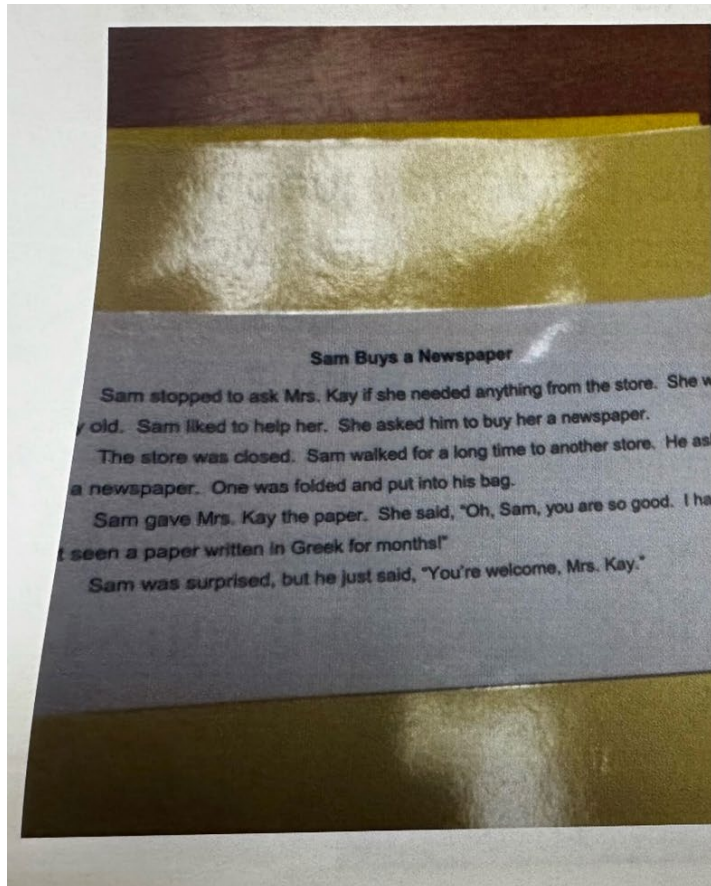 Sam Buys a Newspaper
Sam stopped to ask Mrs. Kay if she needed anything from the store. She
old. Sam liked to help her. She asked him to buy her a newspaper.
The store was closed. Sam walked for a long time to another store. He
a newspaper. One was folded and put into his bag.
Sam gave Mrs. Kay the paper. She said, "Oh, Sam, you are so good. I
seen a paper written in Greek for months!"
Sam was surprised, but he just said, "You're welcome, Mrs. Kay."